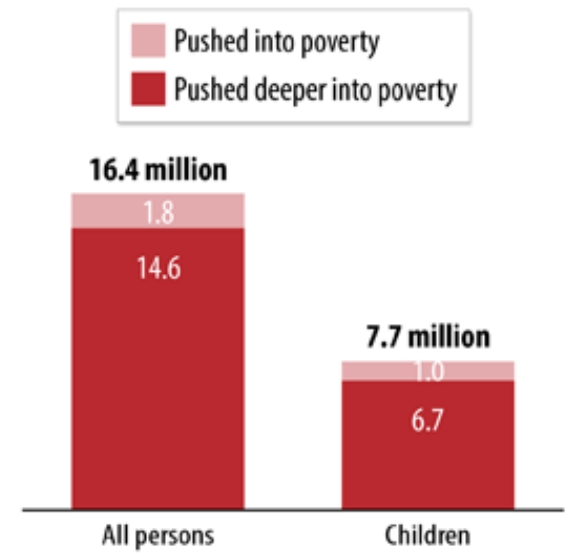 Pushed into poverty
Pushed deeper into poverty
16.4 million
1.8
14.6
7.7 million
1.0
6.7
All persons
Children